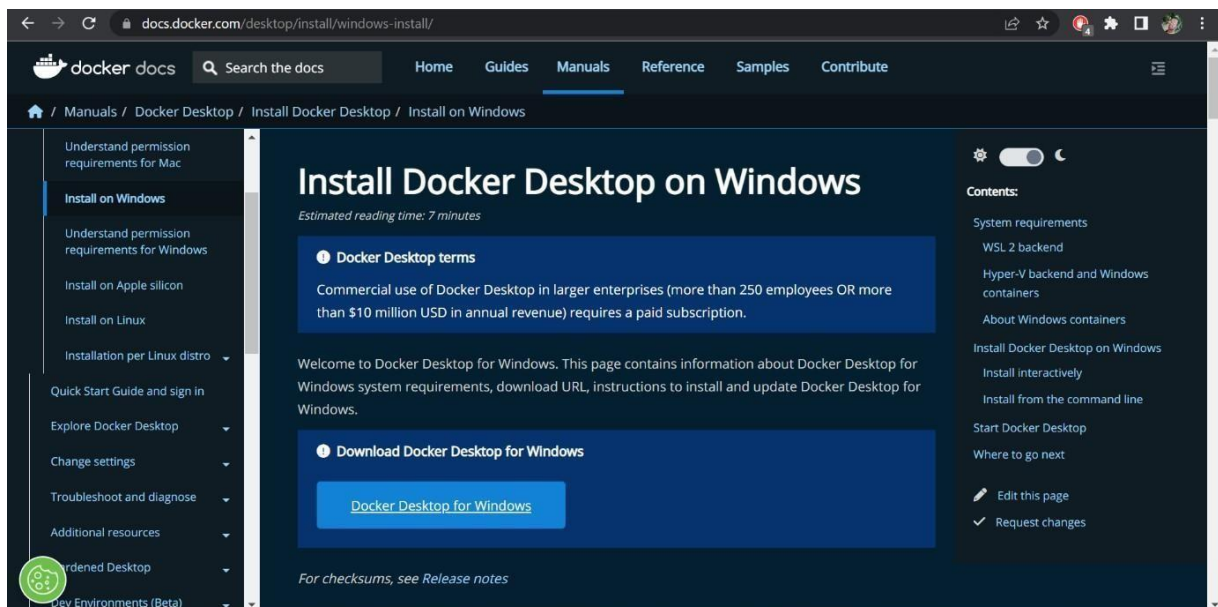 docs.docker.com/desktop/install/windows-install/
4
docker docs
Search the docs
Home
Guides
Manuals
Reference
Samples
Contribute
/ Manuals / Docker Desktop / Install Docker Desktop / Install on Windows
Understand permission
requirements for Mac
Install on Windows
Understand permission
requirements for Windows
Install on Apple silicon
Install on Linux
Installation per Linux distro
Quick Start Guide and sign in
Explore Docker Desktop
Change settings
Troubleshoot and diagnose
Additional resources
rdened Desktop
Dev Environments (Beta)
Install Docker Desktop on Windows
Estimated reading time: 7 minutes
Docker Desktop terms
Commercial use of Docker Desktop in larger enterprises (more than 250 employees OR more
than $10 million USD in annual revenue) requires a paid subscription.
Welcome to Docker Desktop for Windows. This page contains information about Docker Desktop for
Windows system requirements, download URL, instructions to install and update Docker Desktop for
Windows.
Download Docker Desktop for Windows
Docker Desktop for Windows
For checksums, see Release notes
Contents:
System requirements
WSL 2 backend
Hyper-V backend and Windows
containers
About Windows containers
Install Docker Desktop on Windows
Install interactively
Install from the command line
Start Docker Desktop
Where to go next
Edit this page
Request changes